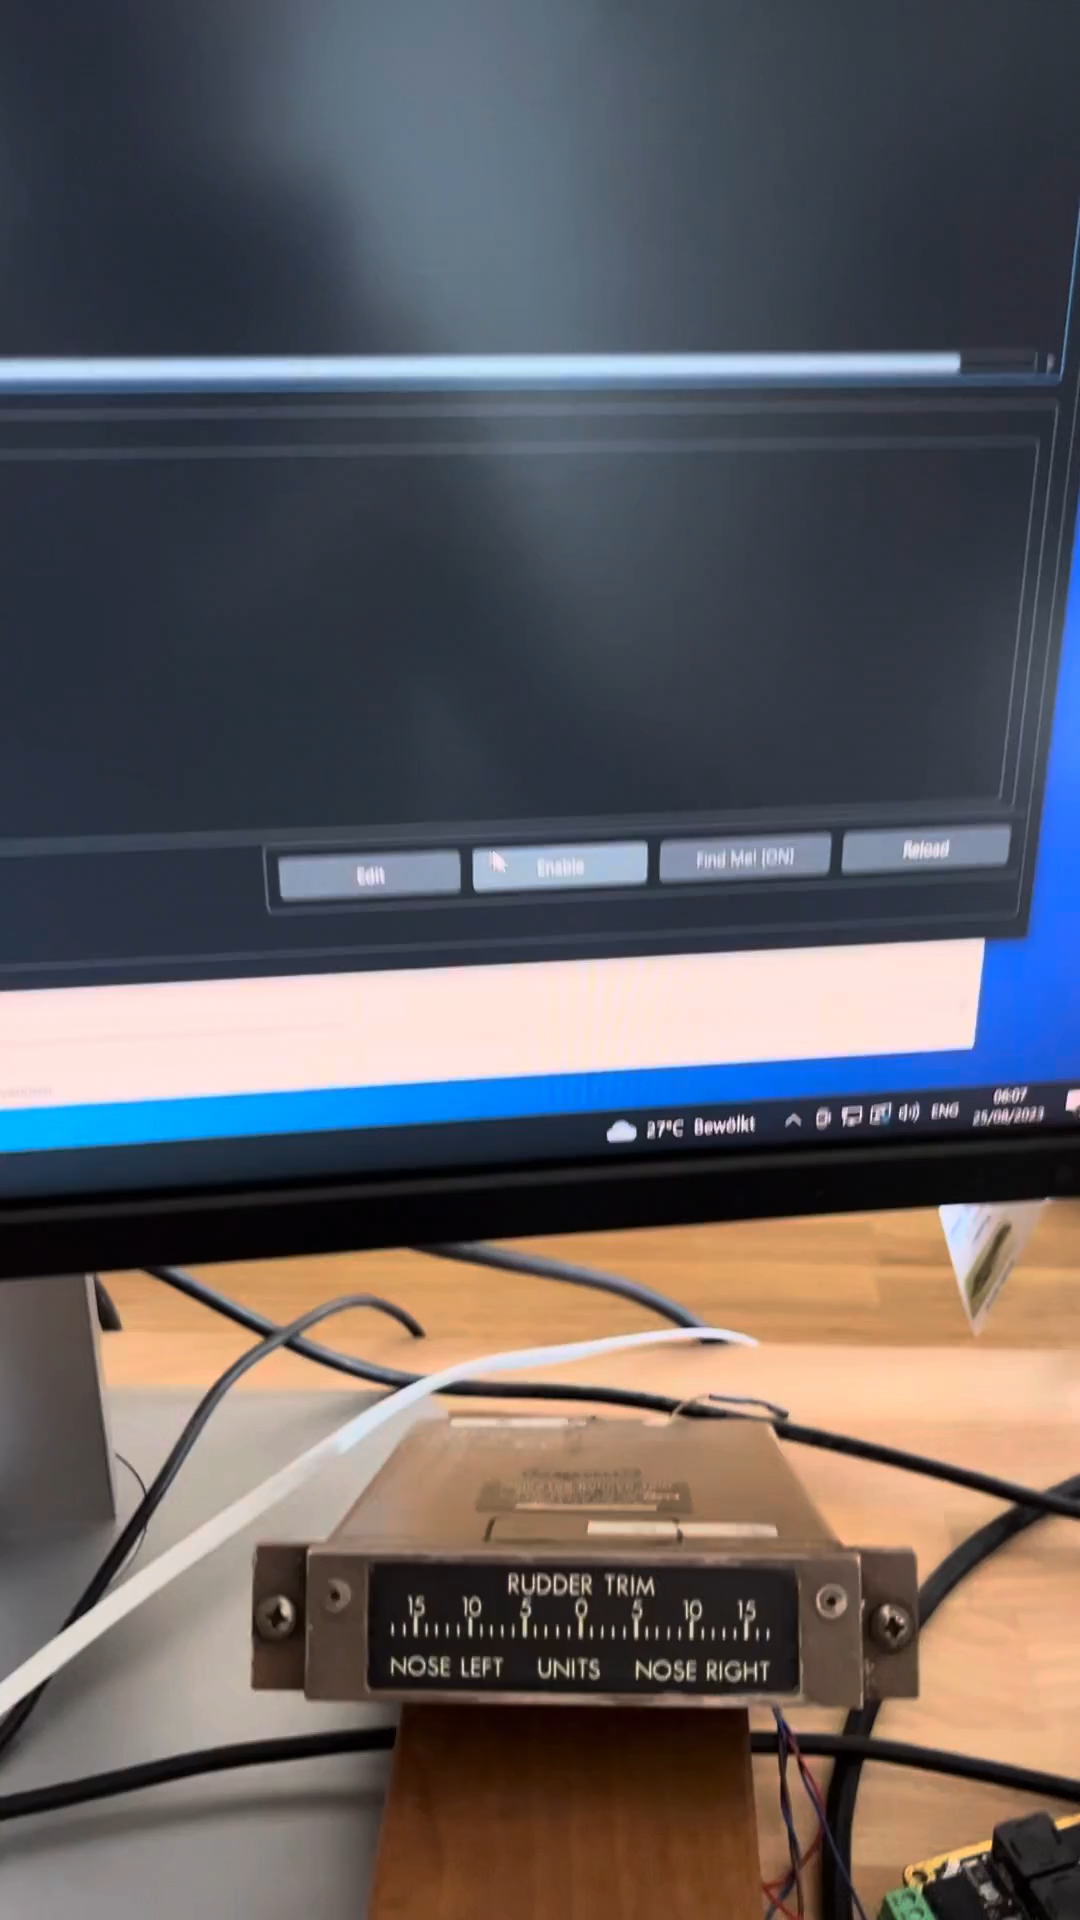 Edit Enable Find Me! [ON] Reload
27°C Bewölkt ENG 06:07
25/08/2023
RUDDER TRIM
15 10 5 0 5 10 15
NOSE LEFT UNITS NOSE RIGHT